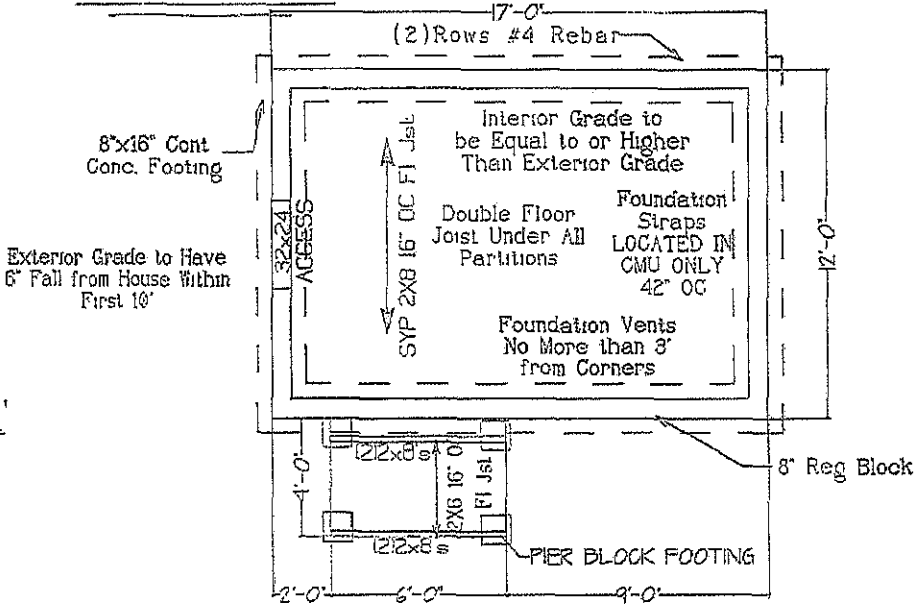 17'-0"
(2)Rows #4 Rebar
8"x16" Cont
Conc. Footing
Interior Grade to
be Equal to or Higher
Than Exterior Grade
SYP 2X8 16" OC Fl Jst
32x24
ACCESS
Double Floor
Joist Under All
Partitions
Foundation
Straps
LOCATED IN
CMU ONLY
42" OC
12'-0"
Exterior Grade to Have
6" Fall from House Within
First 10'
Foundation Vents
No More than 3'
from Corners
(2)2x8's
4'-0"
2X6 16" O
Fl Jst
8" Reg Block
(2)2x8's
PIER BLOCK FOOTING
2'-0"
6'-0"
9'-0"